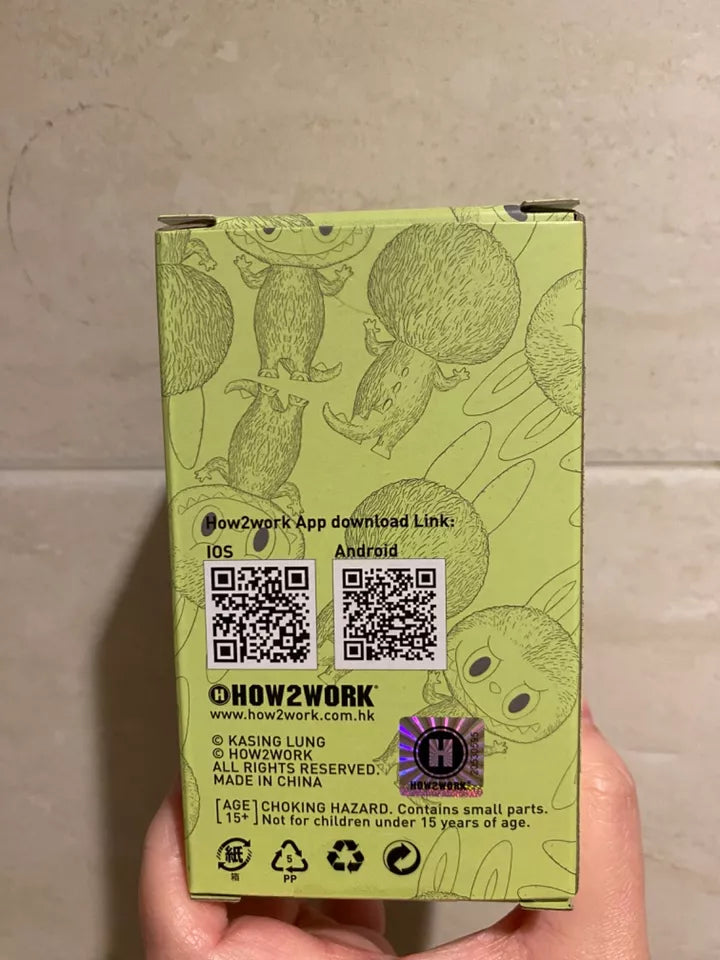 How2work App download Link:
IOS
Android
HOW2WORK®
www.how2work.com.hk
© KASING LUNG
© HOW2WORK
ALL RIGHTS RESERVED.
MADE IN CHINA
H
HOW2WORK®
[AGE 15+] CHOKING HAZARD. Contains small parts.
Not for children under 15 years of age.
紙
箱
5
PP